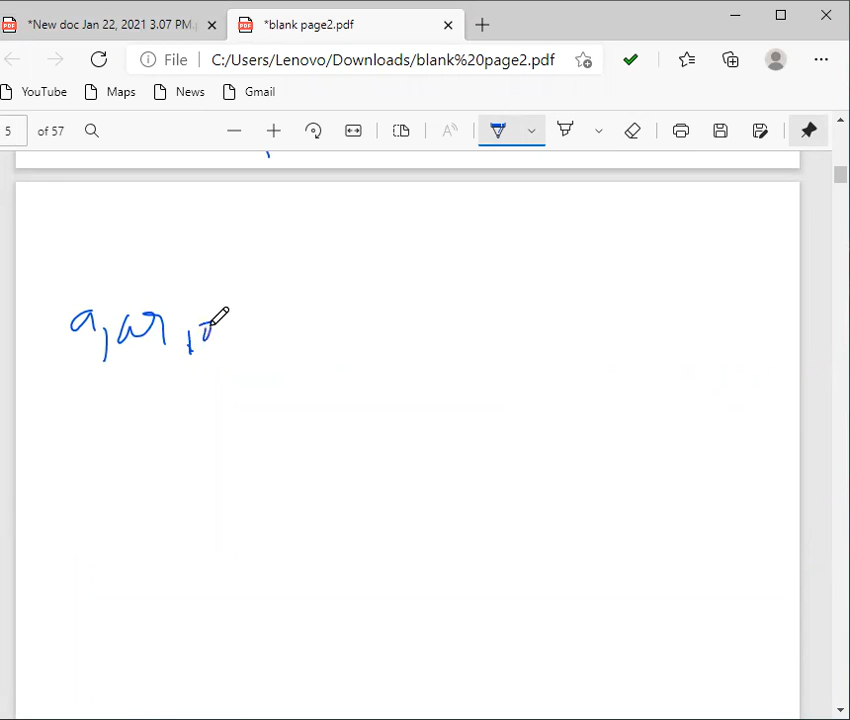 *New doc Jan 22, 2021 3.07 PM.p
*blank page2.pdf
File C:/Users/Lenovo/Downloads/blank%20page2.pdf
YouTube Maps News Gmail
5 of 57
a, ar,